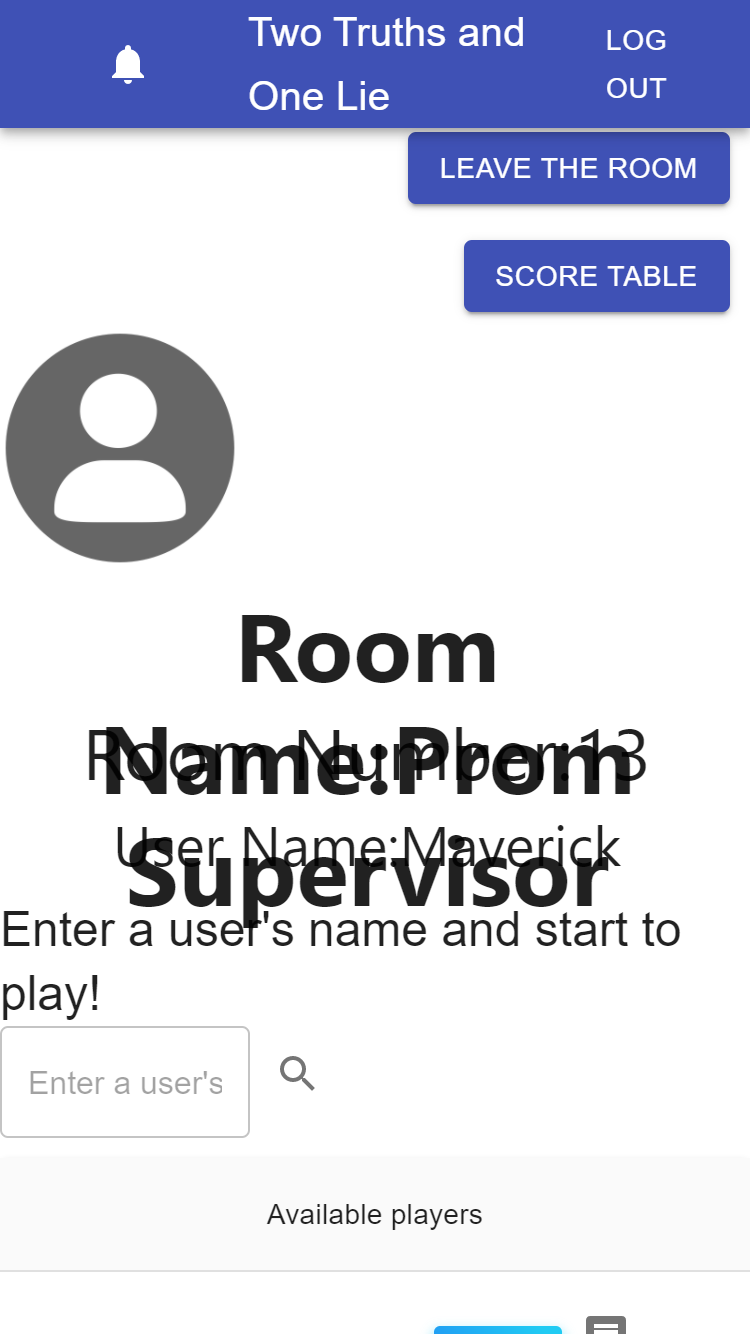 Two Truths and
One Lie
LOG
OUT
LEAVE THE ROOM
SCORE TABLE
Room
Name:Prom
Supervisor
Room Number:13
User Name:Maverick
Enter a user's name and start to
play!
Enter a user's
Available players